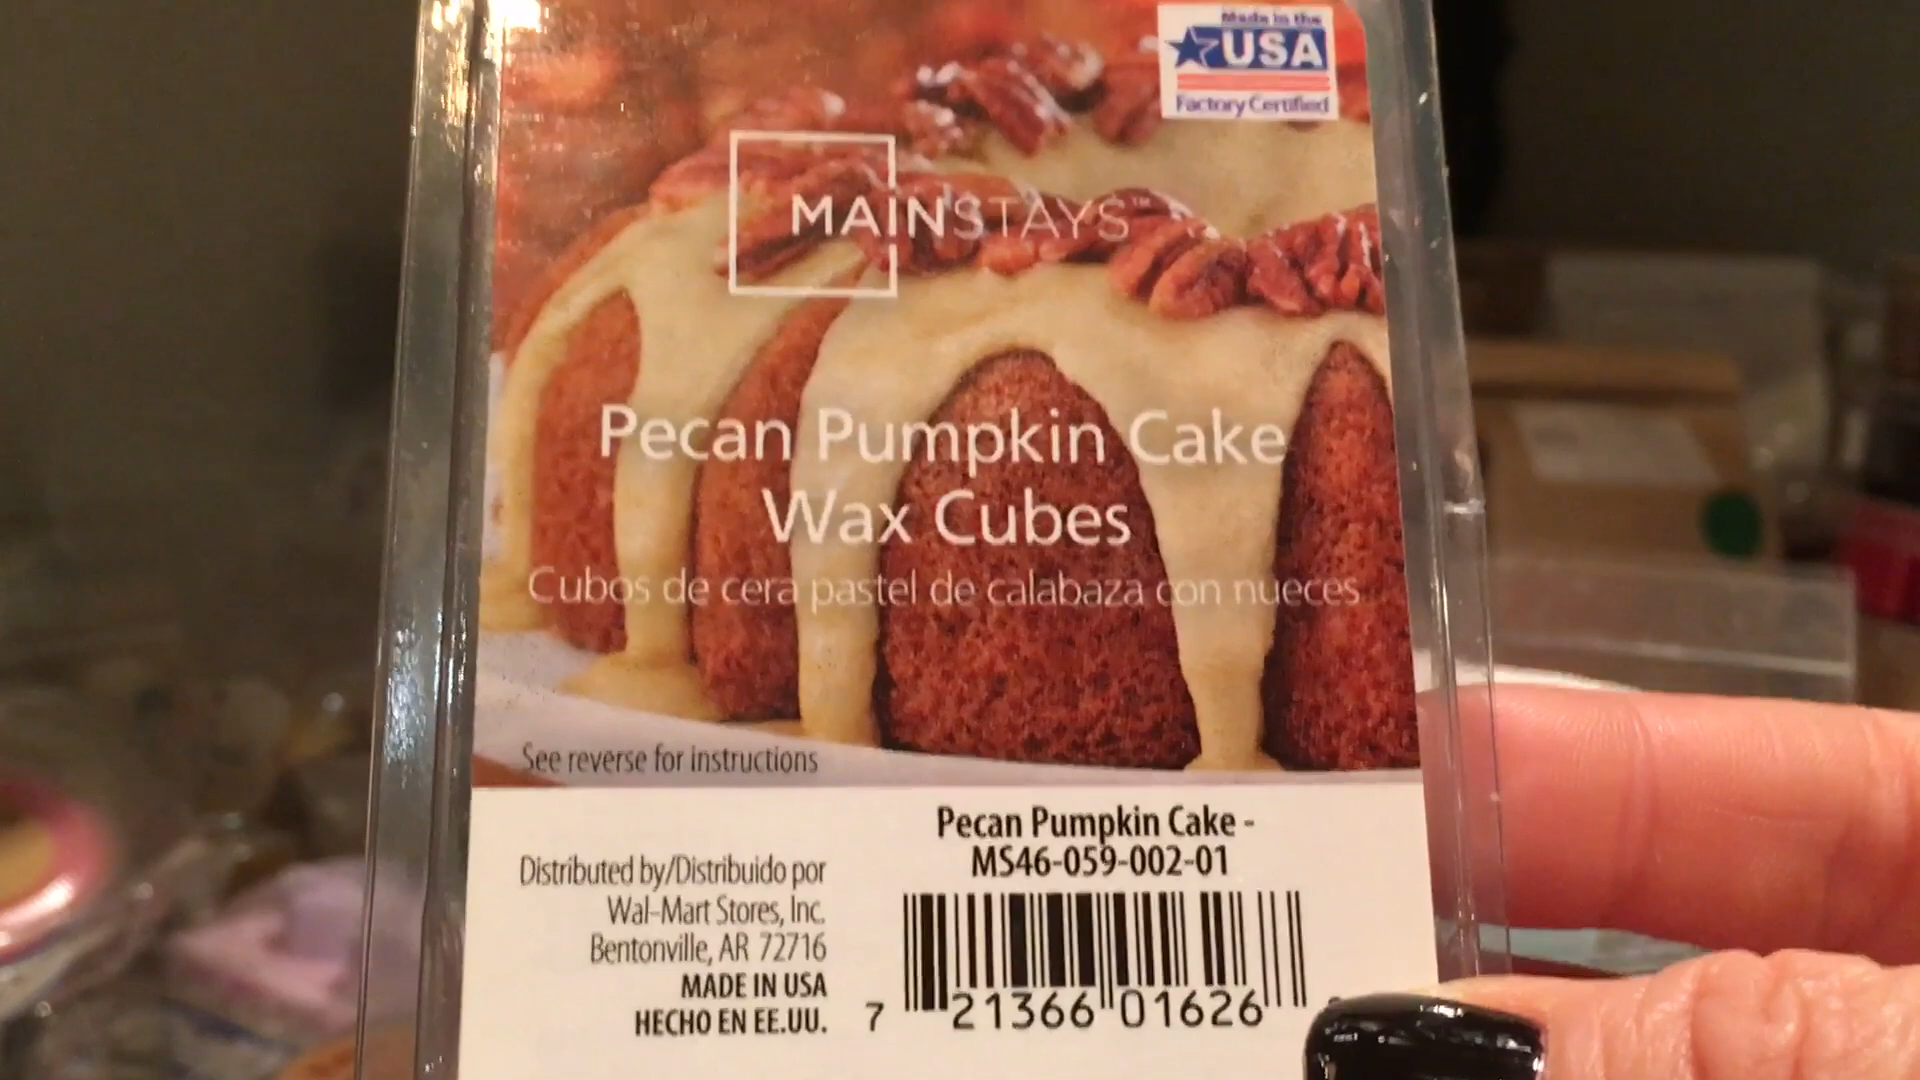 Made in the
USA
Factory Certified
MAINSTAYS™
Pecan Pumpkin Cake
Wax Cubes
Cubos de cera pastel de calabaza con nueces
See reverse for instructions
Pecan Pumpkin Cake -
MS46-059-002-01
Distributed by/Distribuido por
Wal-Mart Stores, Inc.
Bentonville, AR 72716
MADE IN USA
HECHO EN EE.UU.
7 21366 01626